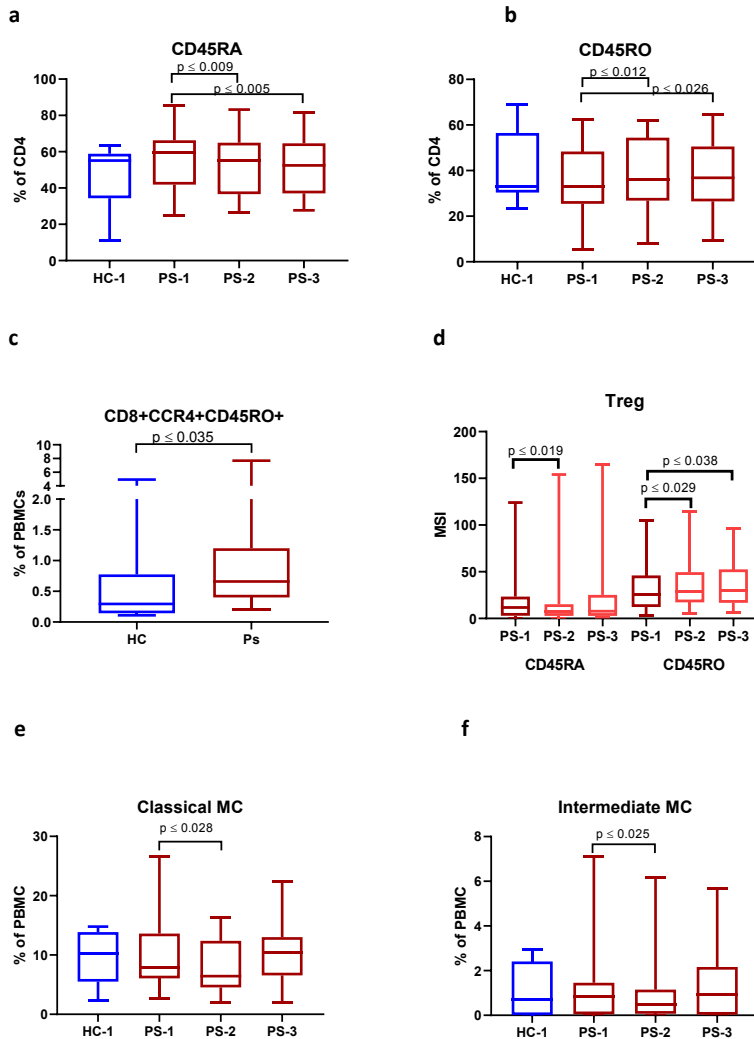 a
CD45RA
p ≤ 0.009
p ≤ 0.005
100
80
60
40
20
0
% of CD4
HC-1 PS-1 PS-2 PS-3
b
CD45RO
p ≤ 0.012
p ≤ 0.026
80
60
40
20
0
% of CD4
HC-1 PS-1 PS-2 PS-3
c
CD8+CCR4+CD45RO+
p ≤ 0.035
10
8
6
4
2.0
1.5
1.0
0.5
0.0
% of PBMCs
HC Ps
d
Treg
p ≤ 0.019
p ≤ 0.038
p ≤ 0.029
200
150
100
50
0
MSI
PS-1 PS-2 PS-3 PS-1 PS-2 PS-3
CD45RA CD45RO
e
Classical MC
p ≤ 0.028
30
20
10
0
% of PBMC
HC-1 PS-1 PS-2 PS-3
f
Intermediate MC
p ≤ 0.025
8
6
4
2
0
% of PBMC
HC-1 PS-1 PS-2 PS-3